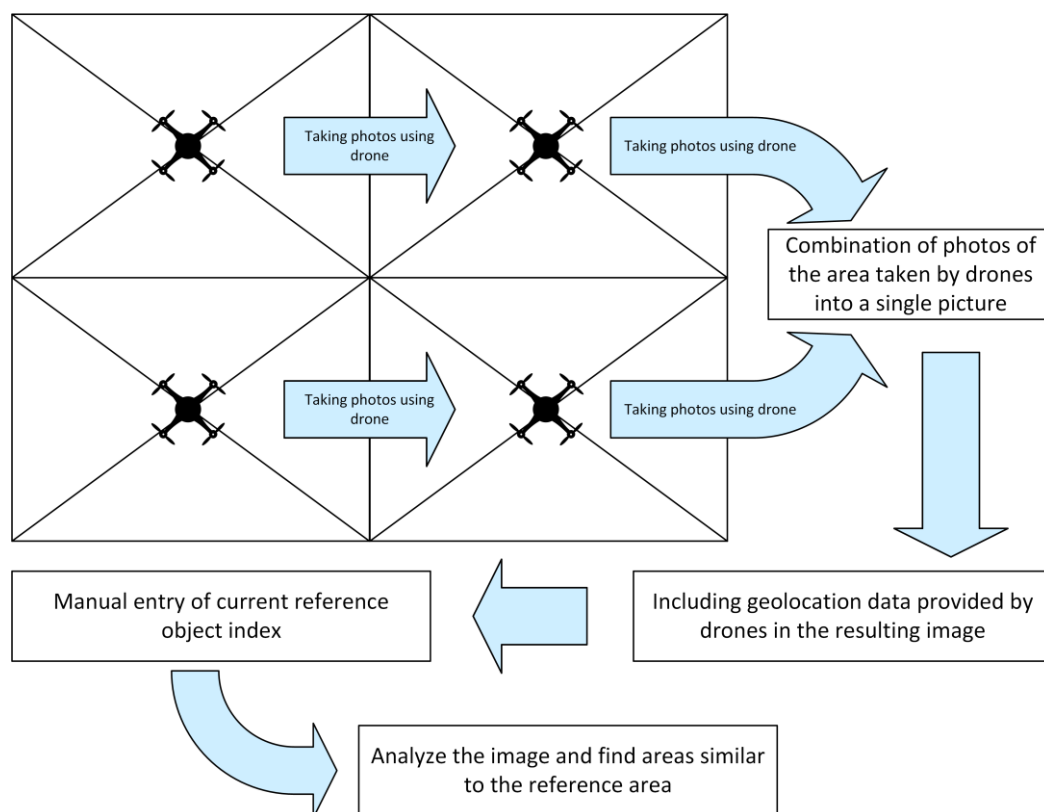 Taking photos using
drone
Taking photos using drone
Combination of photos of
the area taken by drones
into a single picture
Taking photos using
drone
Taking photos using drone
Including geolocation data provided by
drones in the resulting image
Manual entry of current reference
object index
Analyze the image and find areas similar
to the reference area